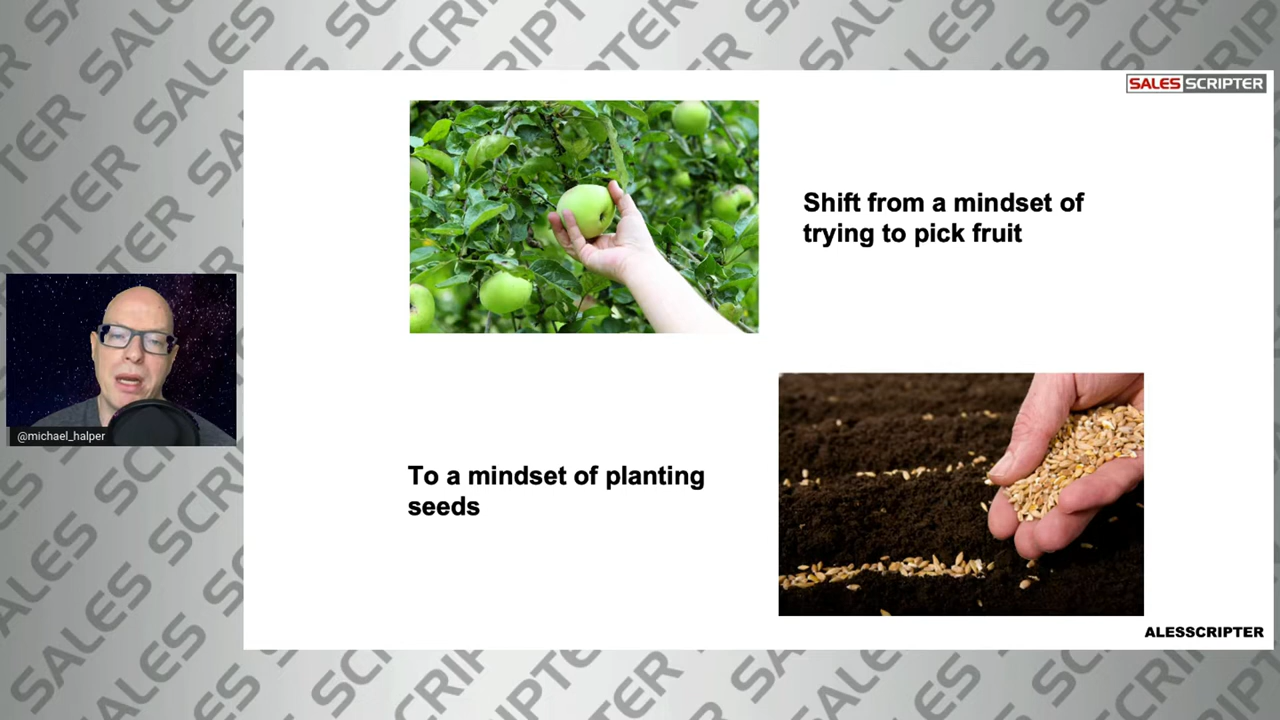 SALES SCRIPTER
Shift from a mindset of
trying to pick fruit
@michael_halper
To a mindset of planting
seeds
ALESSCRIPTER